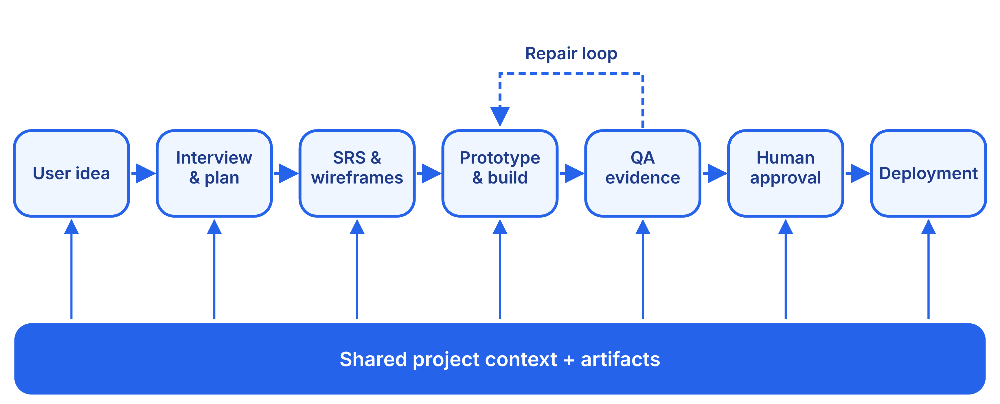 Repair loop
User idea
Interview
& plan
SRS &
wireframes
Prototype
& build
QA
evidence
Human
approval
Deployment
Shared project context + artifacts